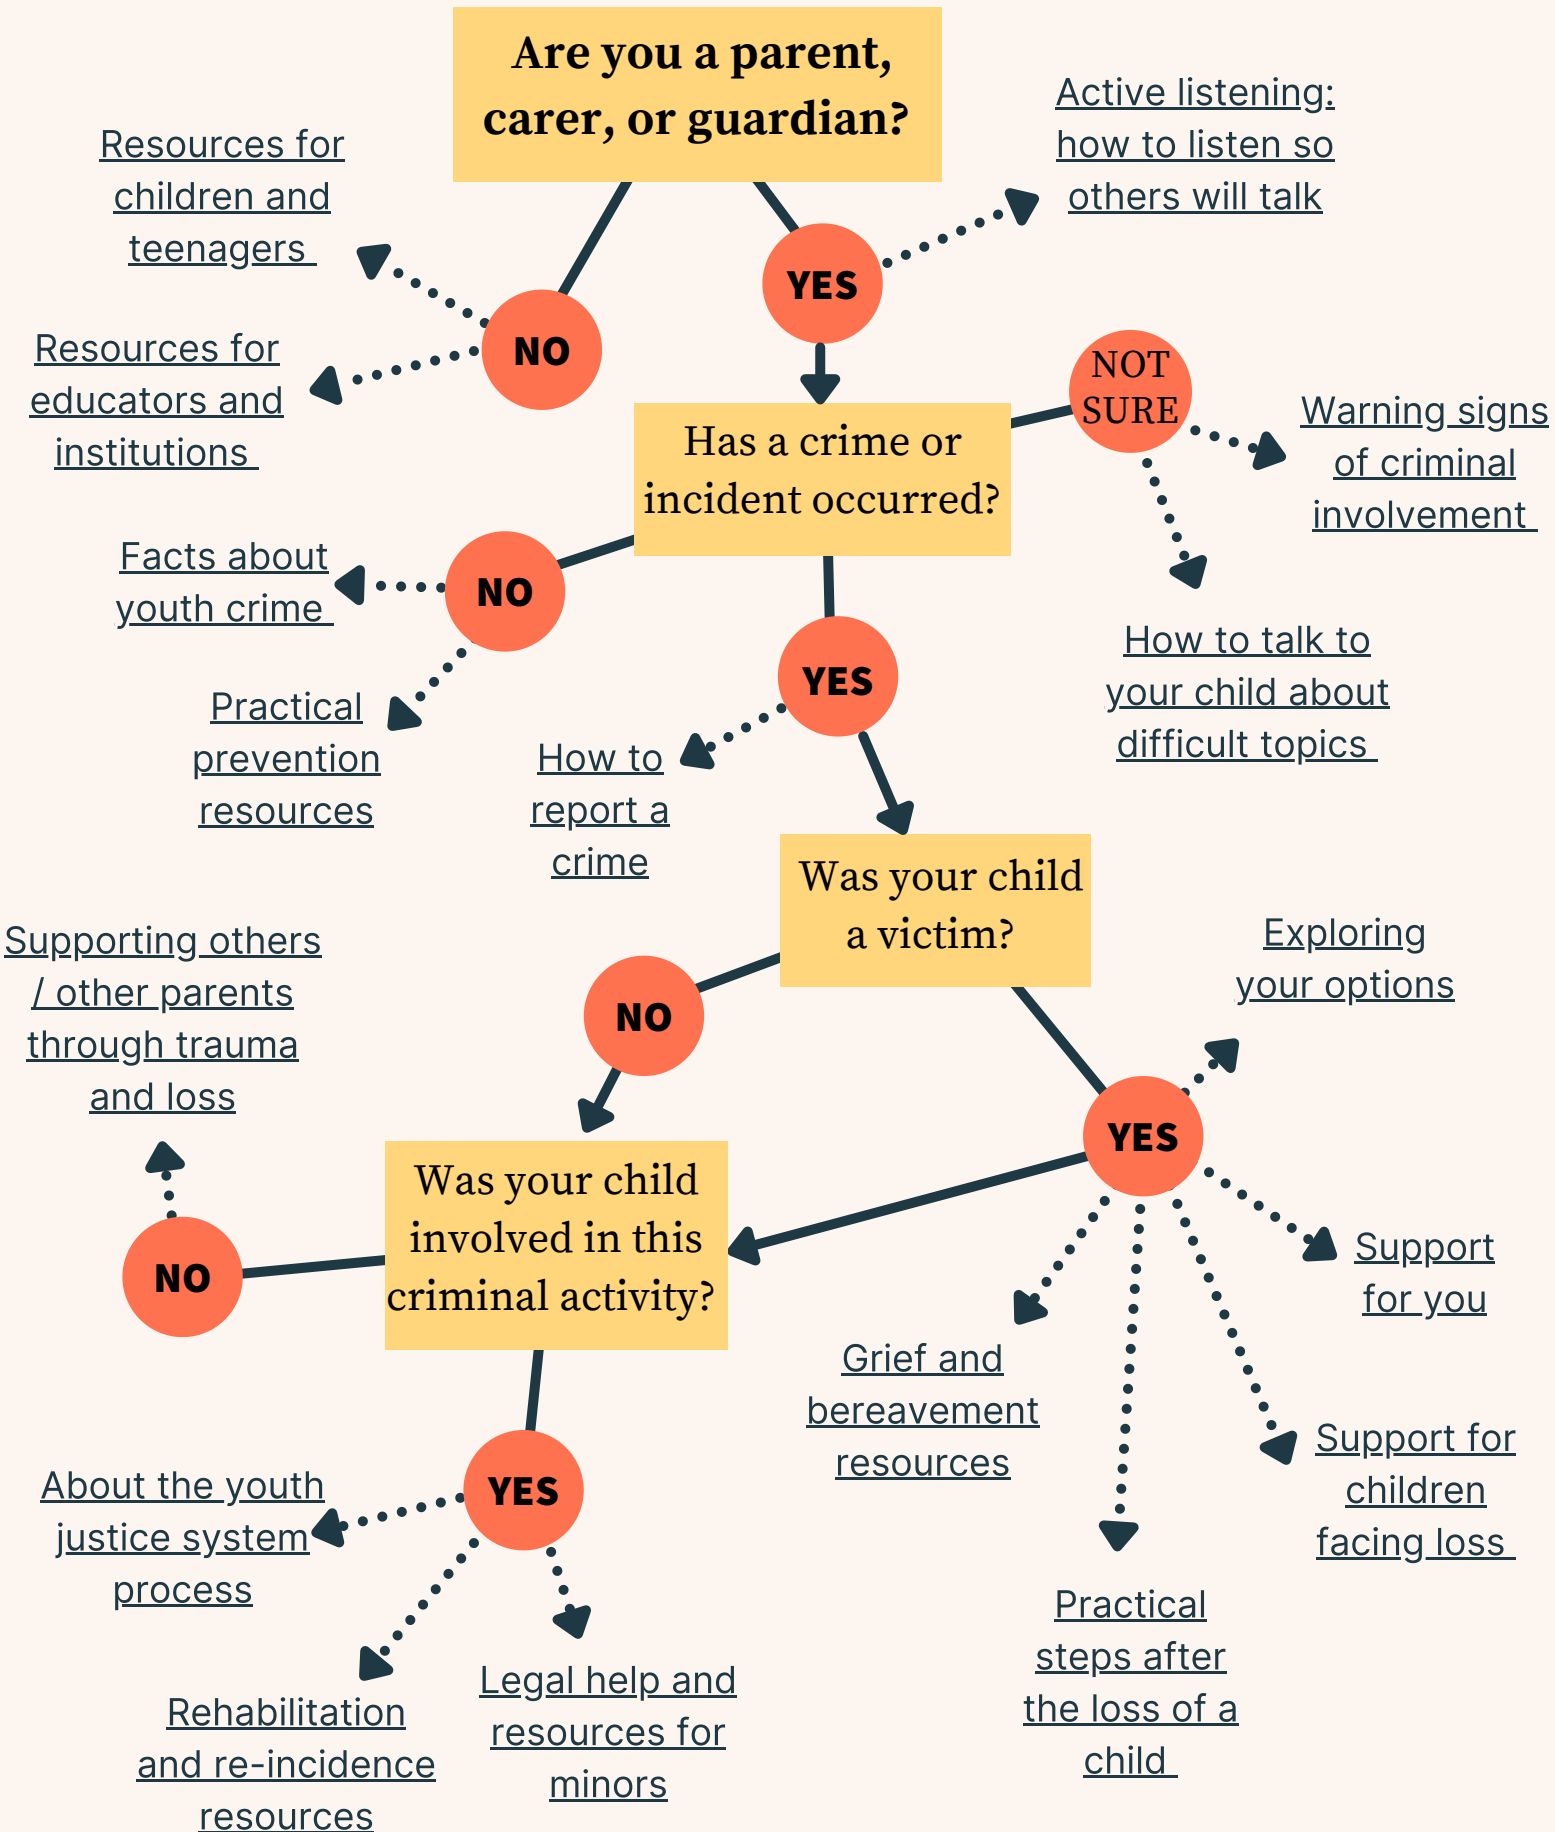 Are you a parent,
carer, or guardian?
Active listening:
how to listen so
others will talk
Resources for
children and
teenagers
YES
NO
Resources for
educators and
institutions
NOT
SURE
Warning signs
of criminal
involvement
Has a crime or
incident occurred?
Facts about
youth crime
NO
YES
How to talk to
your child about
difficult topics
Practical
prevention
resources
How to
report a
crime
Was your child
a victim?
Supporting others
/ other parents
through trauma
and loss
Exploring
your options
NO
YES
Was your child
involved in this
criminal activity?
NO
Support
for you
Grief and
bereavement
resources
Support for
children
facing loss
YES
About the youth
justice system
process
Practical
steps after
the loss of a
child
Legal help and
resources for
minors
Rehabilitation
and re-incidence
resources